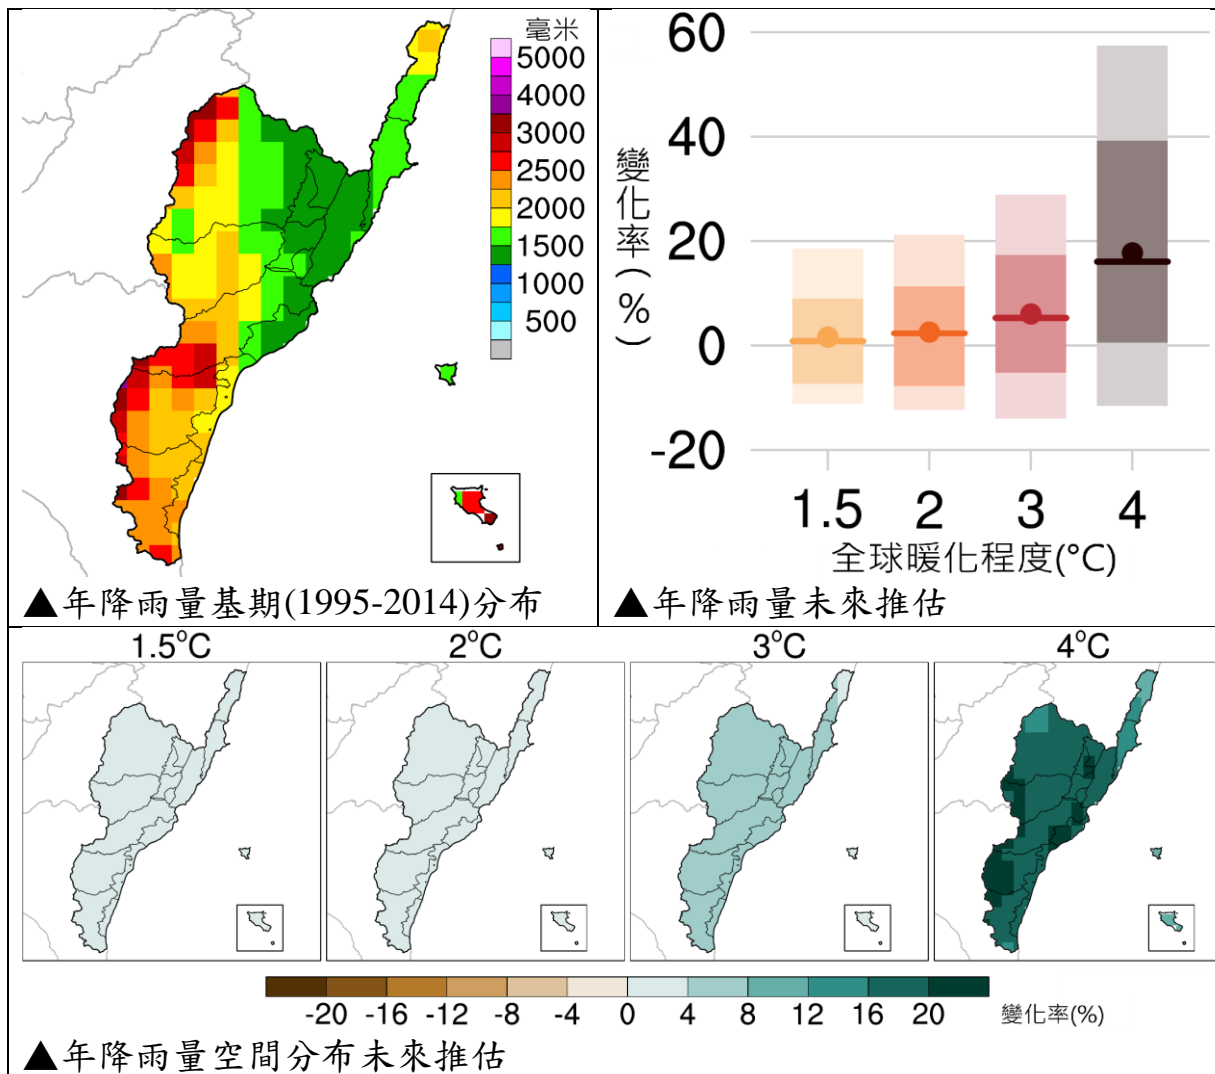 毫米
5000
4000
3000
2500
2000
1500
1000
500
▲年降雨量基期(1995-2014)分布
60
40
20
0
-20
變化率(%)
1.5 2 3 4
全球暖化程度(°C)
▲年降雨量未來推估
1.5°C 2°C 3°C 4°C
-20 -16 -12 -8 -4 0 4 8 12 16 20 變化率(%)
▲年降雨量空間分布未來推估